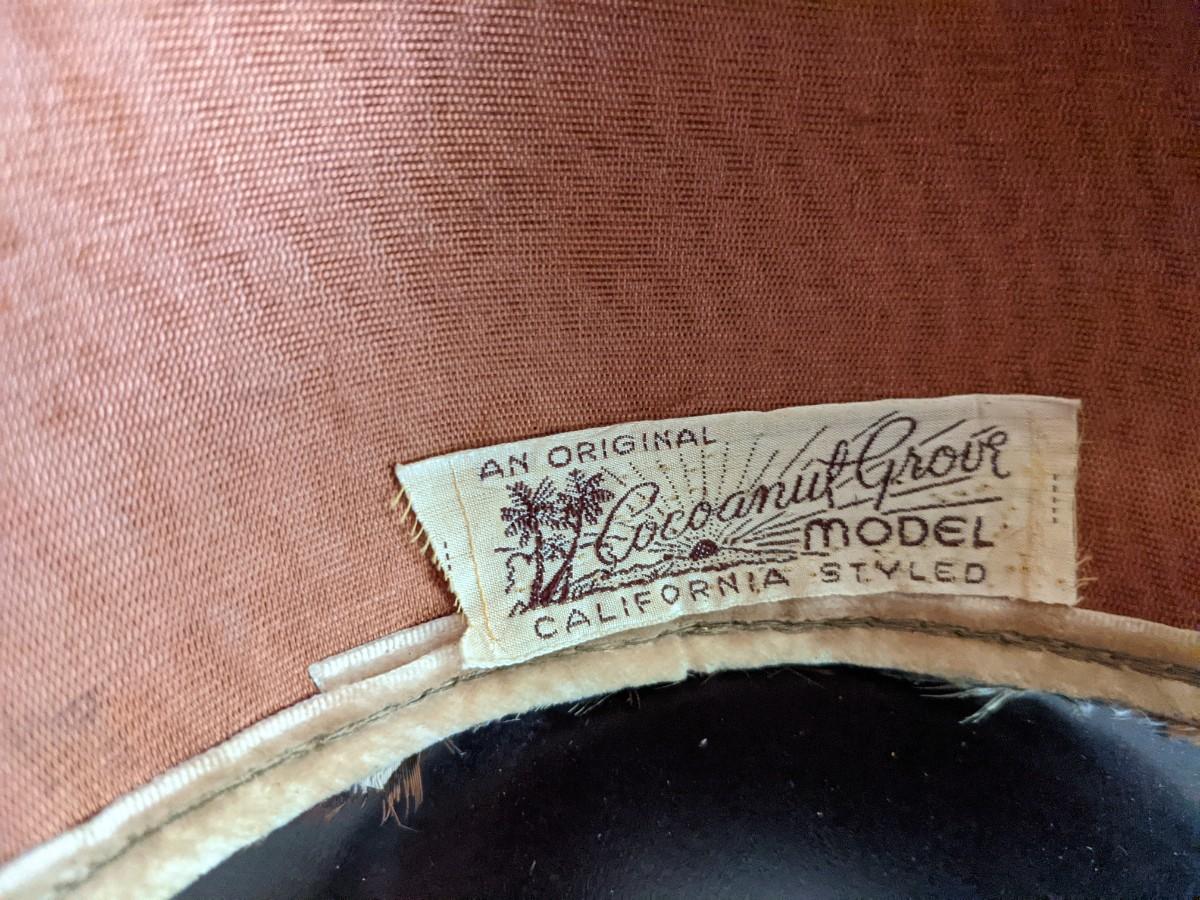 AN ORIGINAL
Cocoanut Grove
MODEL
CALIFORNIA STYLED